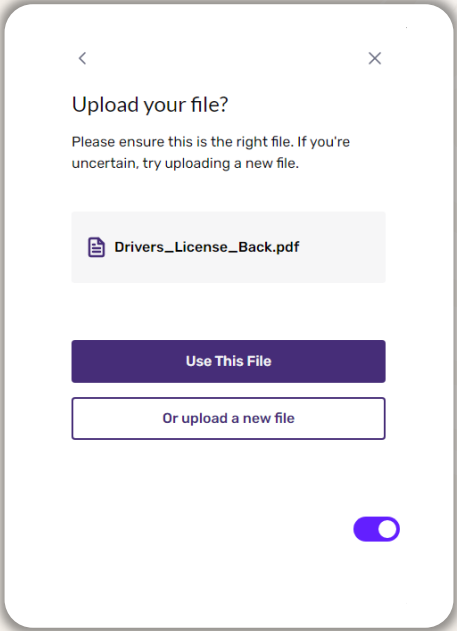 Upload your file?
Please ensure this is the right file. If you're
uncertain, try uploading a new file.
Drivers_License_Back.pdf
Use This File
Or upload a new file